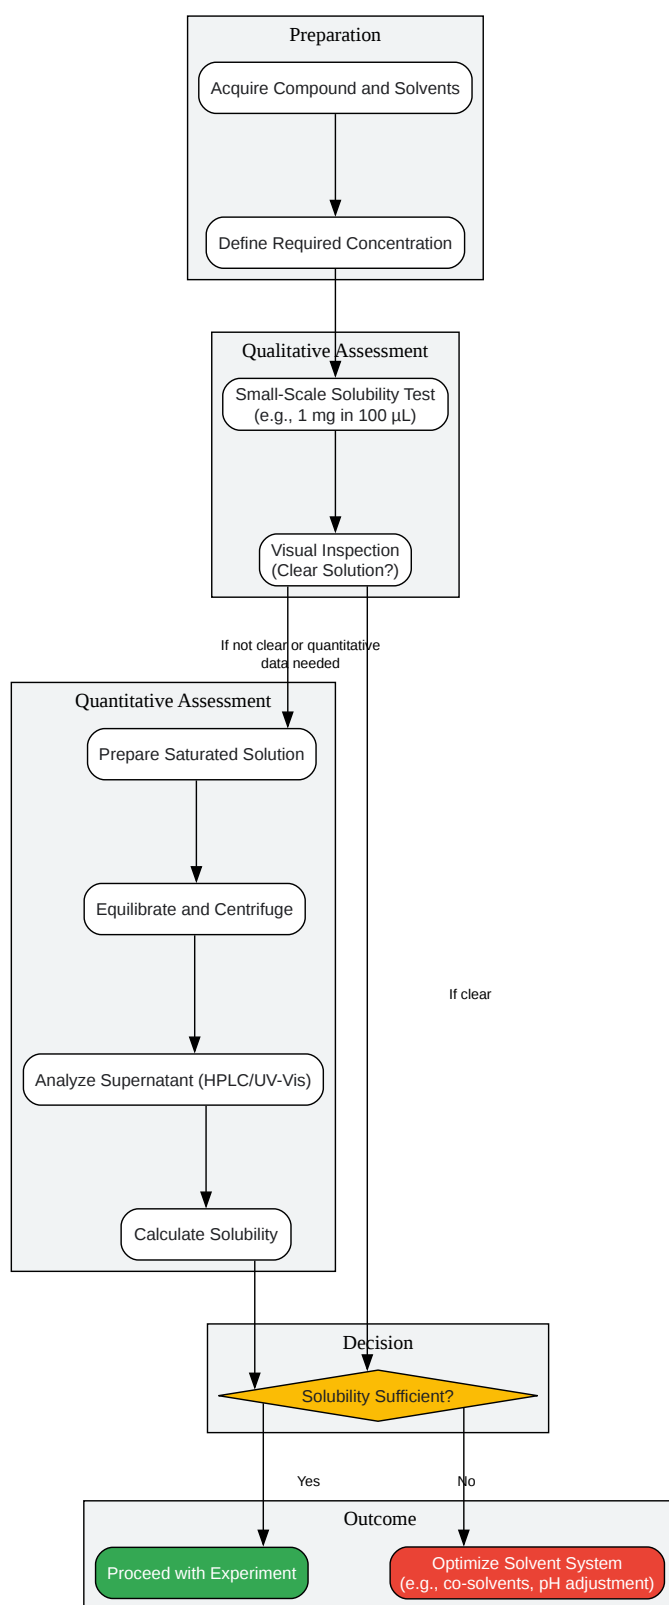 Preparation
Acquire Compound and Solvents
Define Required Concentration
Qualitative Assessment
Small-Scale Solubility Test
(e.g., 1 mg in 100 µL)
Visual Inspection
(Clear Solution?)
If not clear or quantitative
data needed
Quantitative Assessment
Prepare Saturated Solution
Equilibrate and Centrifuge
If clear
Analyze Supernatant (HPLC/UV-Vis)
Calculate Solubility
Decision
Solubility Sufficient?
Yes
No
Outcome
Proceed with Experiment
Optimize Solvent System
(e.g., co-solvents, pH adjustment)